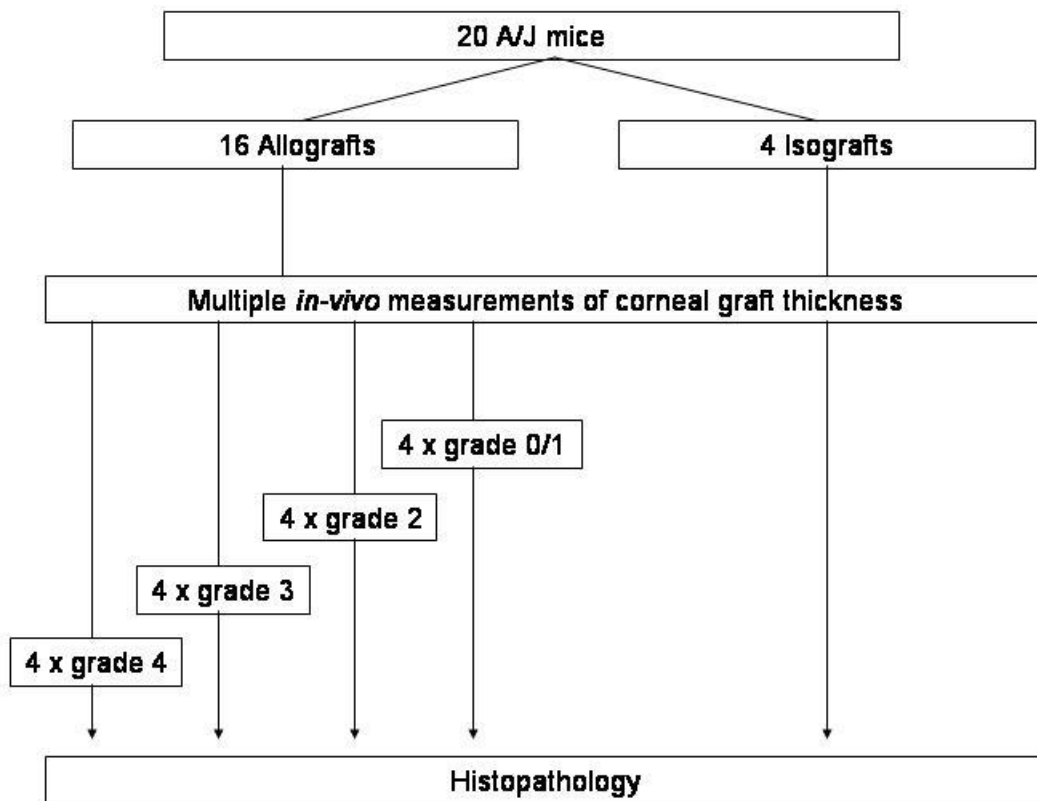 20 A/J mice
16 Allografts
4 Isografts
Multiple in-vivo measurements of corneal graft thickness
4 x grade 0/1
4 x grade 2
4 x grade 3
4 x grade 4
Histopathology